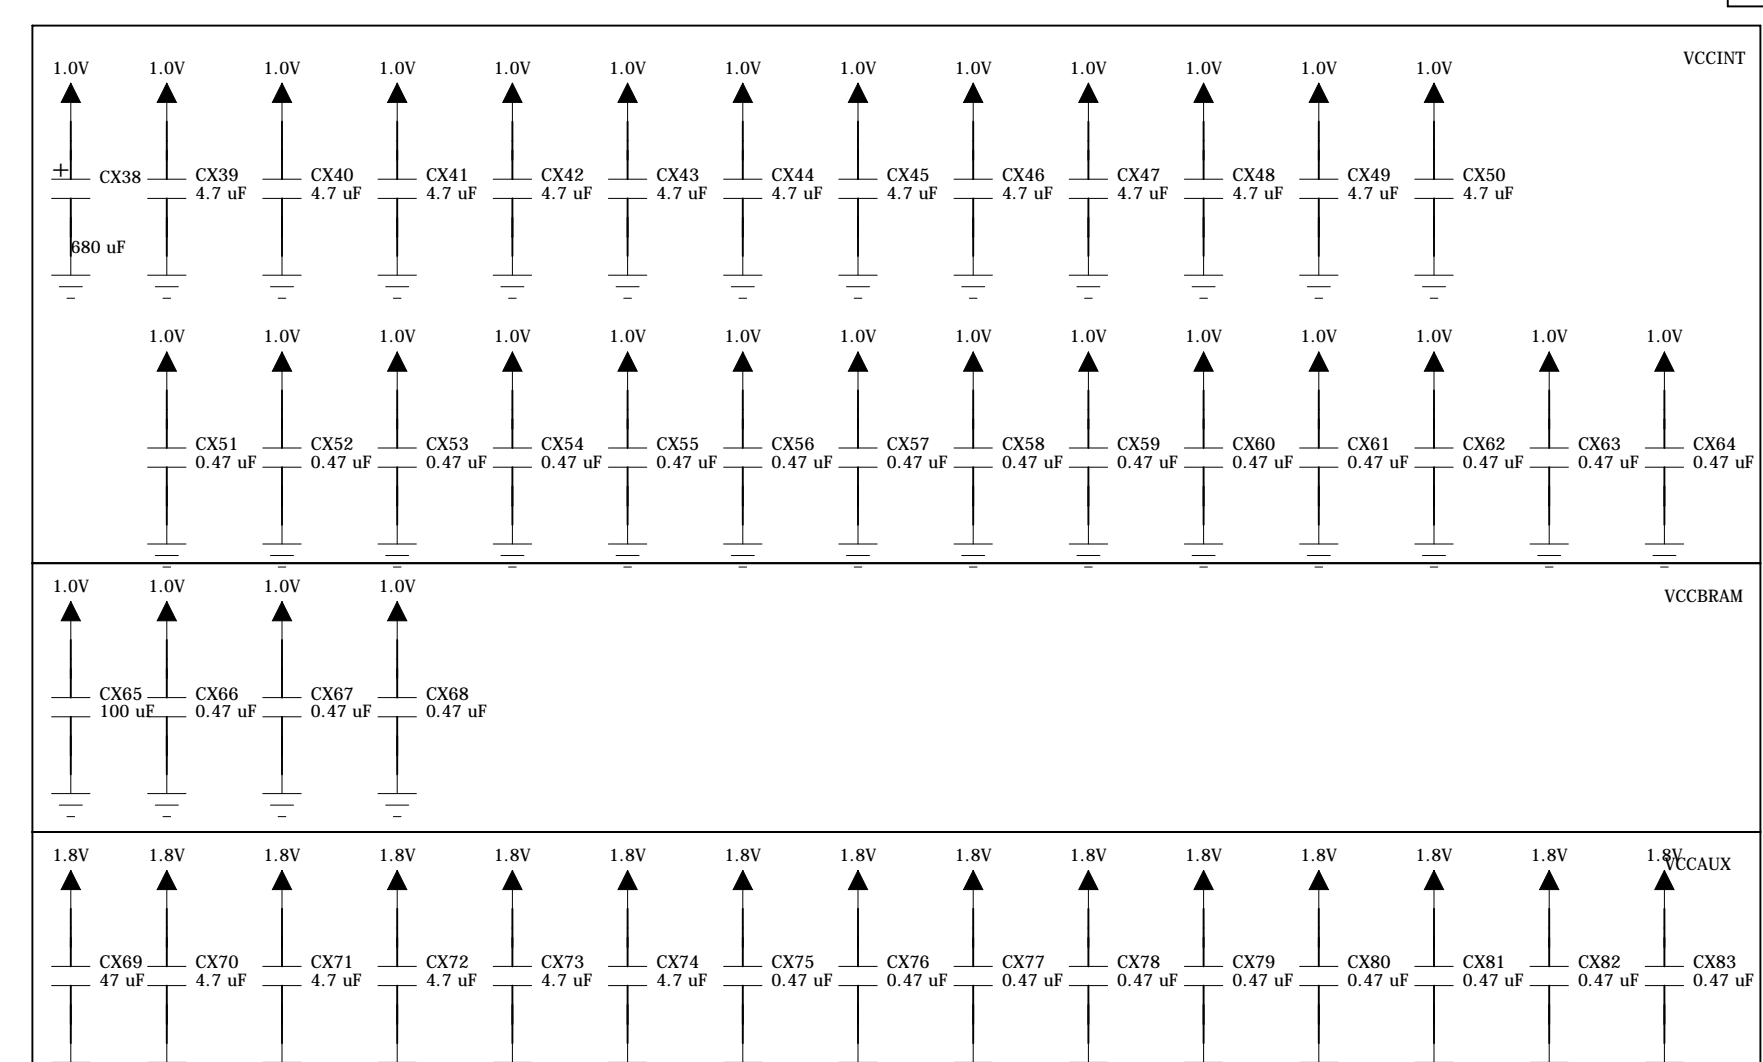 VCCINT
1.0V 1.0V 1.0V 1.0V 1.0V 1.0V 1.0V 1.0V 1.0V 1.0V 1.0V 1.0V 1.0V
+ CX38 CX39 CX40 CX41 CX42 CX43 CX44 CX45 CX46 CX47 CX48 CX49 CX50
4.7 uF 4.7 uF 4.7 uF 4.7 uF 4.7 uF 4.7 uF 4.7 uF 4.7 uF 4.7 uF 4.7 uF 4.7 uF 4.7 uF
680 uF
1.0V 1.0V 1.0V 1.0V 1.0V 1.0V 1.0V 1.0V 1.0V 1.0V 1.0V 1.0V 1.0V 1.0V
CX51 CX52 CX53 CX54 CX55 CX56 CX57 CX58 CX59 CX60 CX61 CX62 CX63 CX64
0.47 uF 0.47 uF 0.47 uF 0.47 uF 0.47 uF 0.47 uF 0.47 uF 0.47 uF 0.47 uF 0.47 uF 0.47 uF 0.47 uF 0.47 uF 0.47 uF
1.0V 1.0V 1.0V 1.0V
VCCBRAM
CX65 CX66 CX67 CX68
100 uF 0.47 uF 0.47 uF 0.47 uF
1.8V 1.8V 1.8V 1.8V 1.8V 1.8V 1.8V 1.8V 1.8V 1.8V 1.8V 1.8V 1.8V 1.8V 1.8V
VCCAUX
CX69 CX70 CX71 CX72 CX73 CX74 CX75 CX76 CX77 CX78 CX79 CX80 CX81 CX82 CX83
47 uF 4.7 uF 4.7 uF 4.7 uF 4.7 uF 4.7 uF 0.47 uF 0.47 uF 0.47 uF 0.47 uF 0.47 uF 0.47 uF 0.47 uF 0.47 uF 0.47 uF